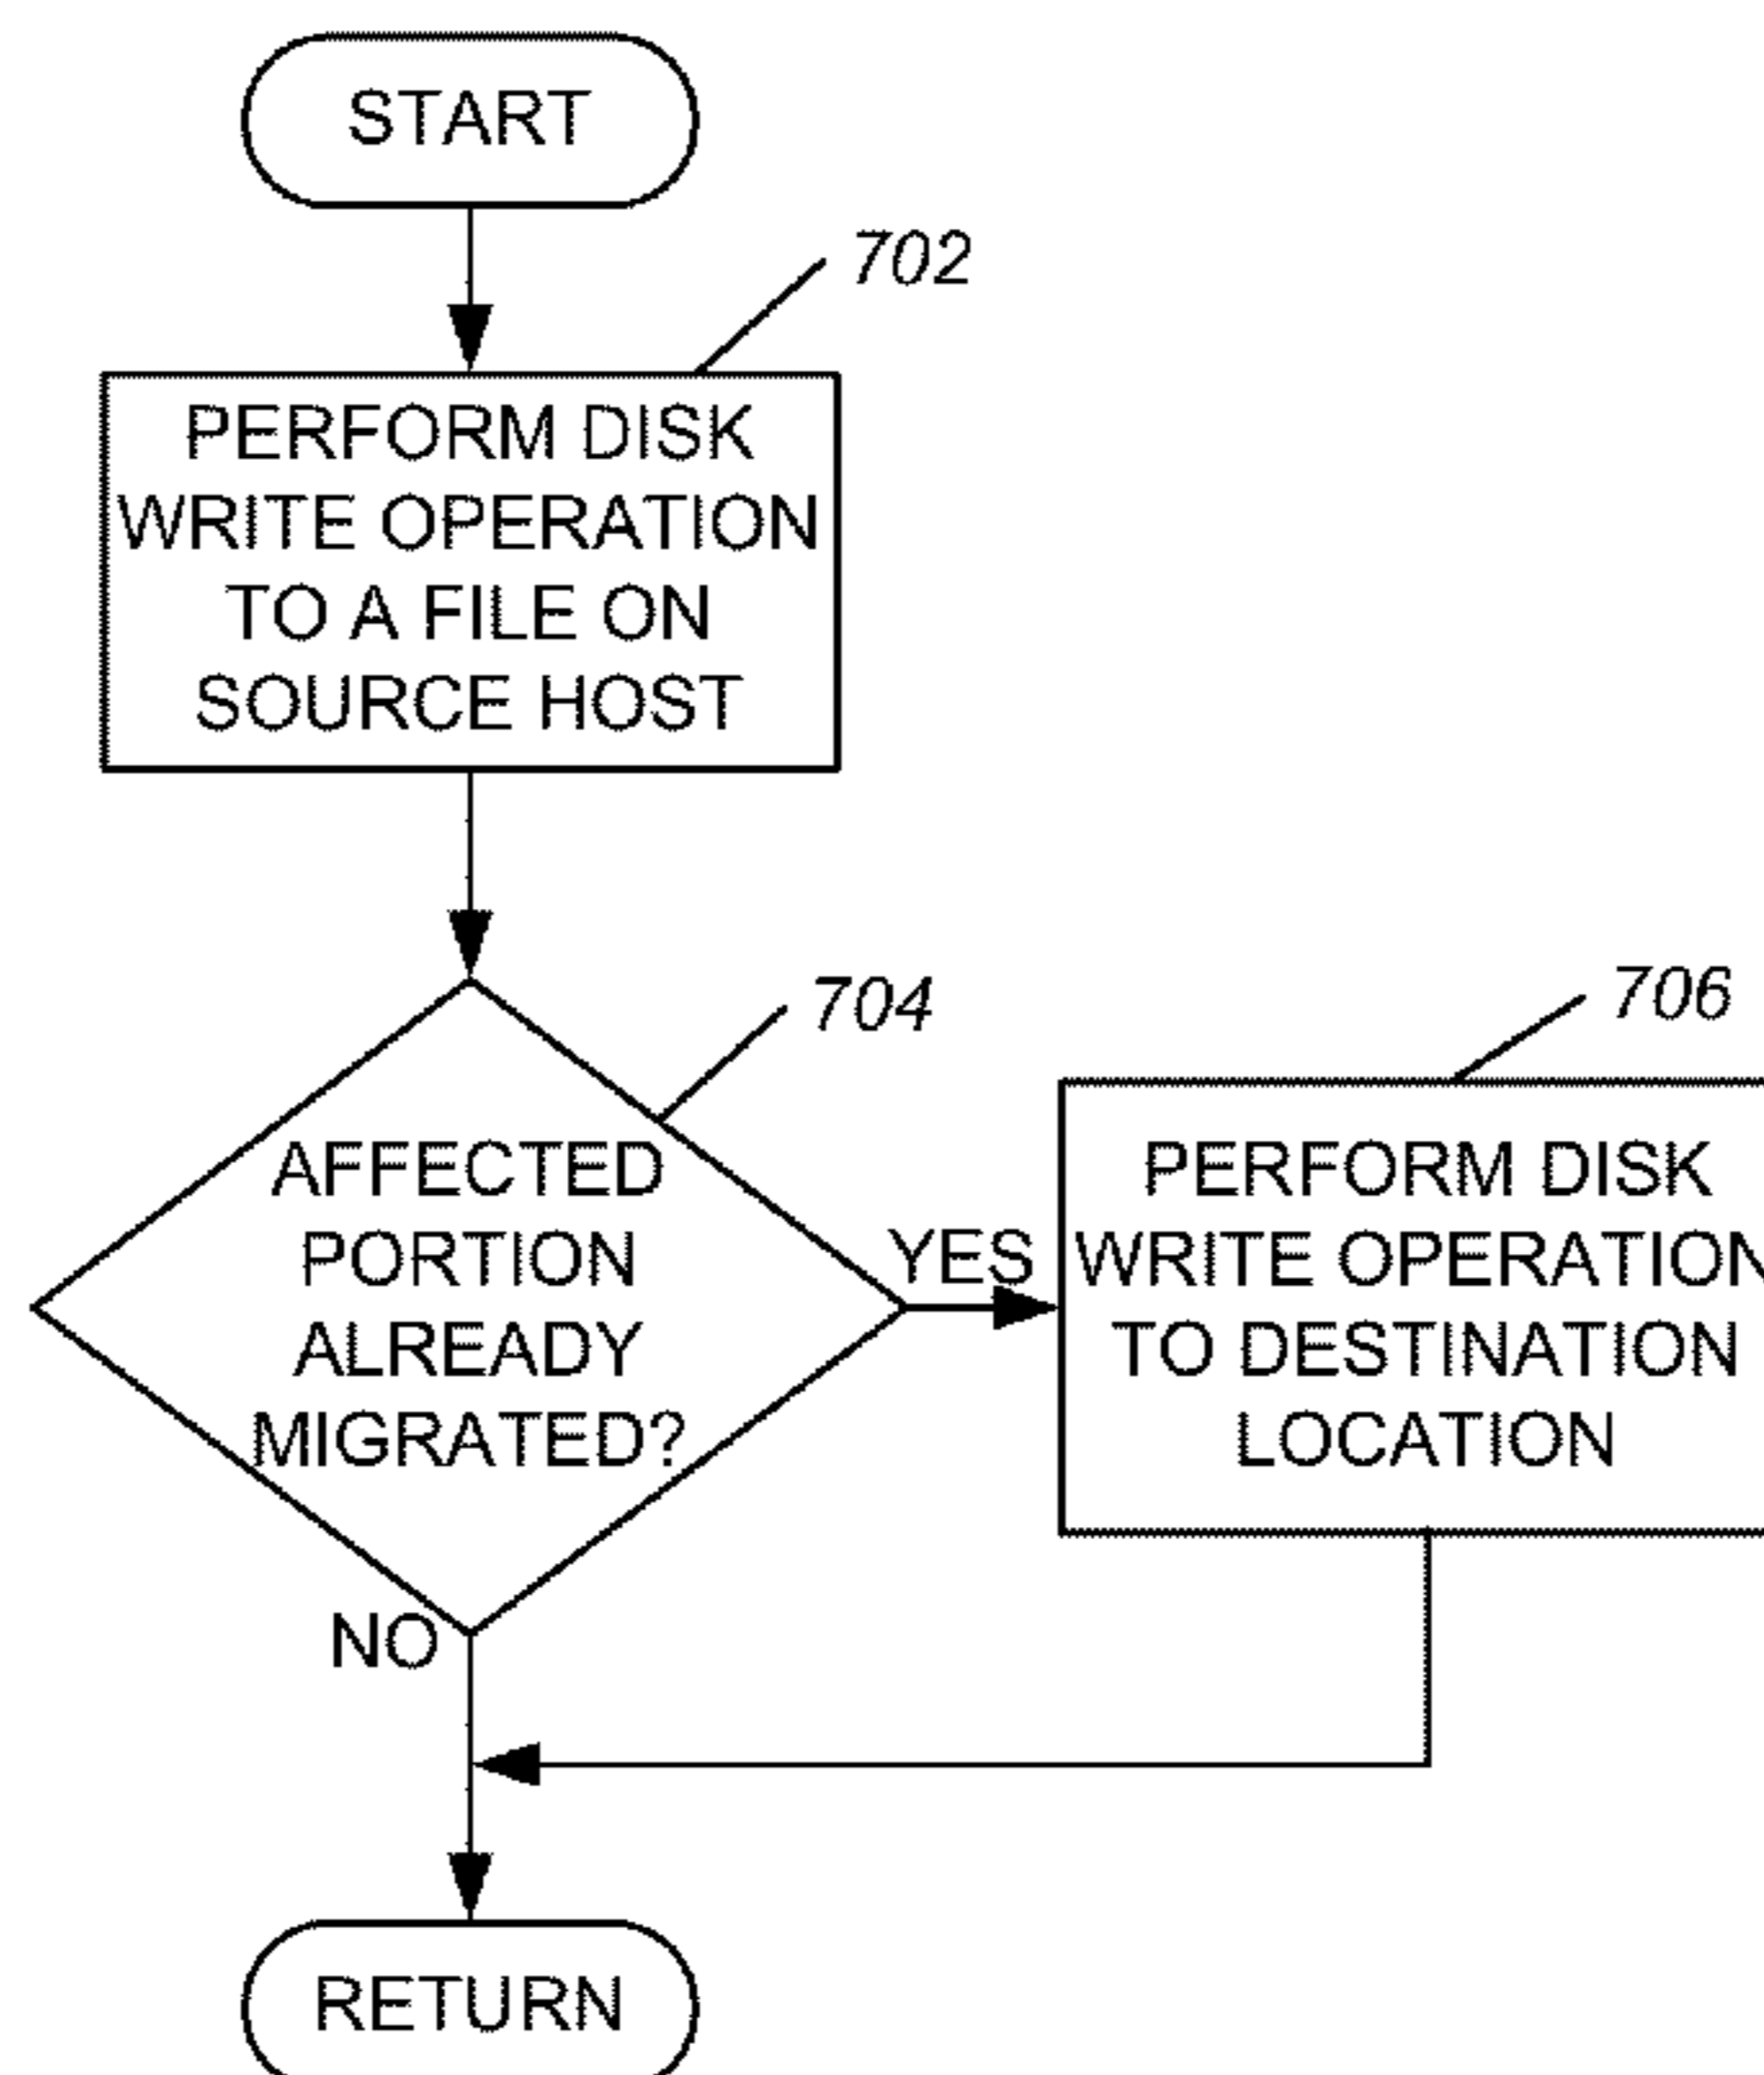 START
702
PERFORM DISK
WRITE OPERATION
TO A FILE ON
SOURCE HOST
704
AFFECTED
PORTION
ALREADY
MIGRATED?
YES
706
PERFORM DISK
WRITE OPERATION
TO DESTINATION
LOCATION
NO
RETURN